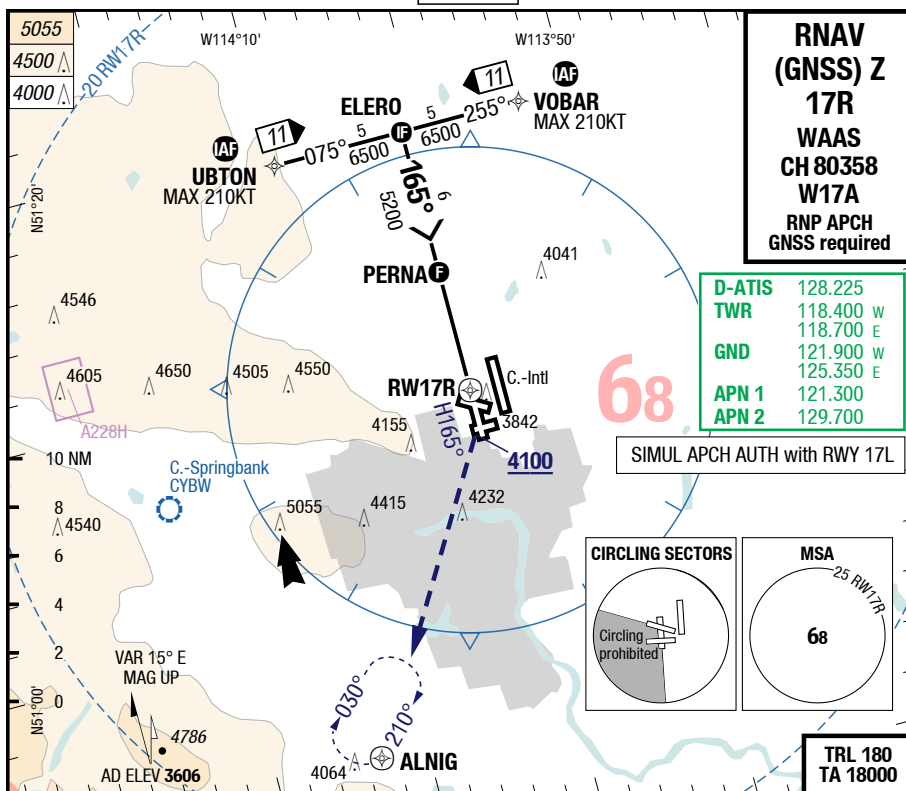 5055
4500
4000
20 RW17R
W114°10'
W113°50'
RNAV
(GNSS) Z
17R
WAAS
CH 80358
W17A
RNP APCH
GNSS required
11
IAF
VOBAR
MAX 210KT
ELERO
IF
5
6500
255°
11
075°
5
6500
IAF
UBTON
MAX 210KT
165°
6
5200
N51°20'
PERNA F
4041
D-ATIS 128.225
TWR 118.400 W
118.700 E
GND 121.900 W
125.350 E
APN 1 121.300
APN 2 129.700
4546
4605
4650
4505
4550
A228H
RW17R
C.-Intl
3842
68
4155
H165°
4100
SIMUL APCH AUTH with RWY 17L
10 NM
8
6
4
2
0
C.-Springbank
CYBW
4540
5055
4415
4232
CIRCLING SECTORS
Circling
prohibited
MSA
25 RW17R
68
VAR 15° E
MAG UP
N51°00'
4786
AD ELEV 3606
030°
210°
4064
ALNIG
TRL 180
TA 18000